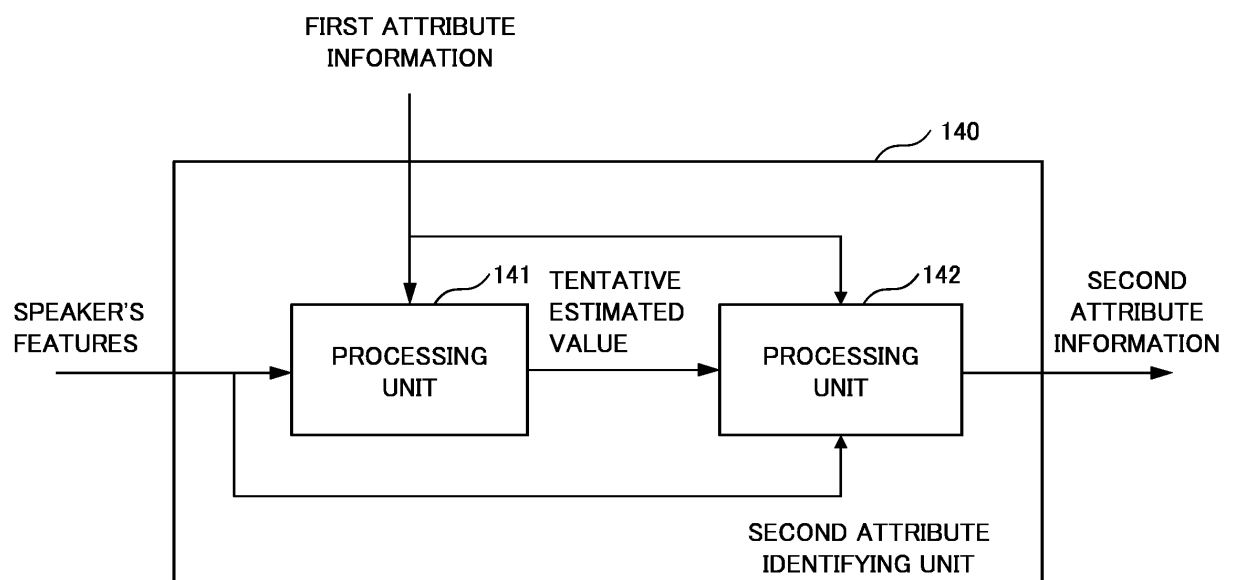 FIRST ATTRIBUTE
INFORMATION
140
SPEAKER'S
FEATURES
141
PROCESSING
UNIT
TENTATIVE
ESTIMATED
VALUE
142
PROCESSING
UNIT
SECOND
ATTRIBUTE
INFORMATION
SECOND ATTRIBUTE
IDENTIFYING UNIT